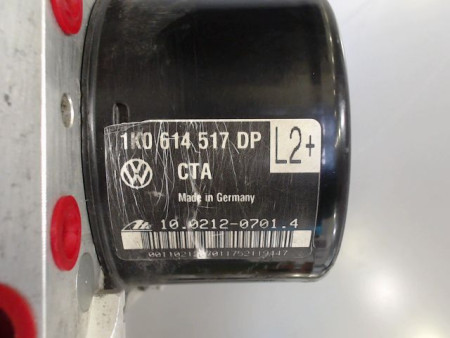 1K0 614 517 DP
L2+
CTA
Made in Germany
10.0212-0701.4